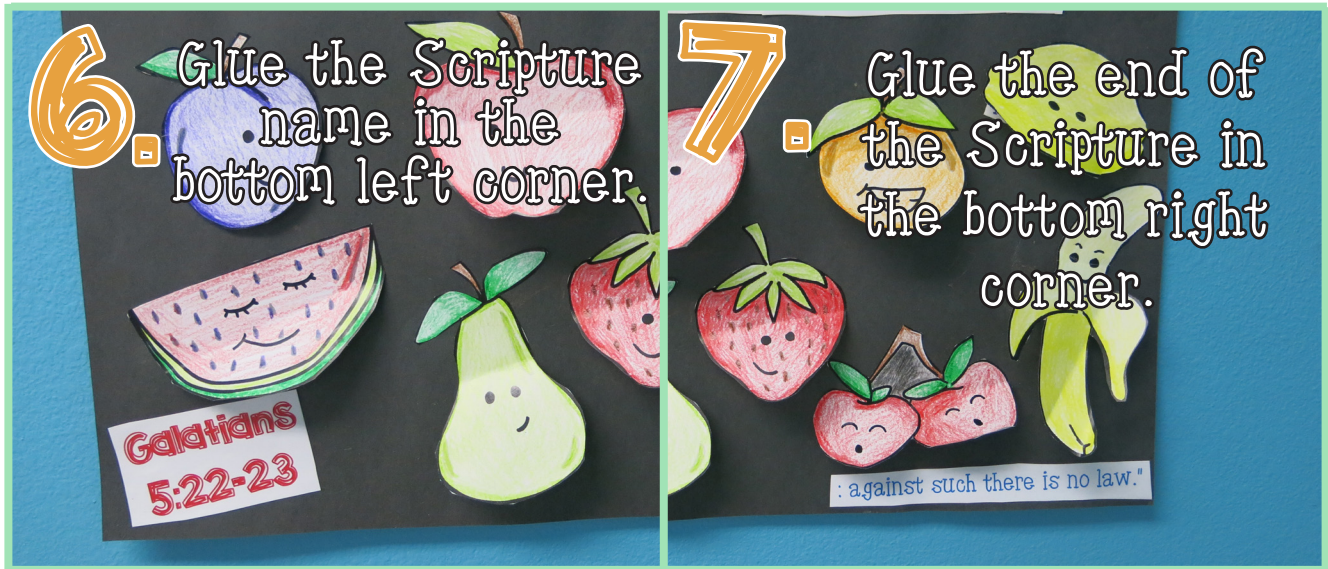 6. Glue the Scripture
name in the
bottom left corner.
Galatians
5:22-23
7. Glue the end of
the Scripture in
the bottom right
corner.
: against such there is no law."